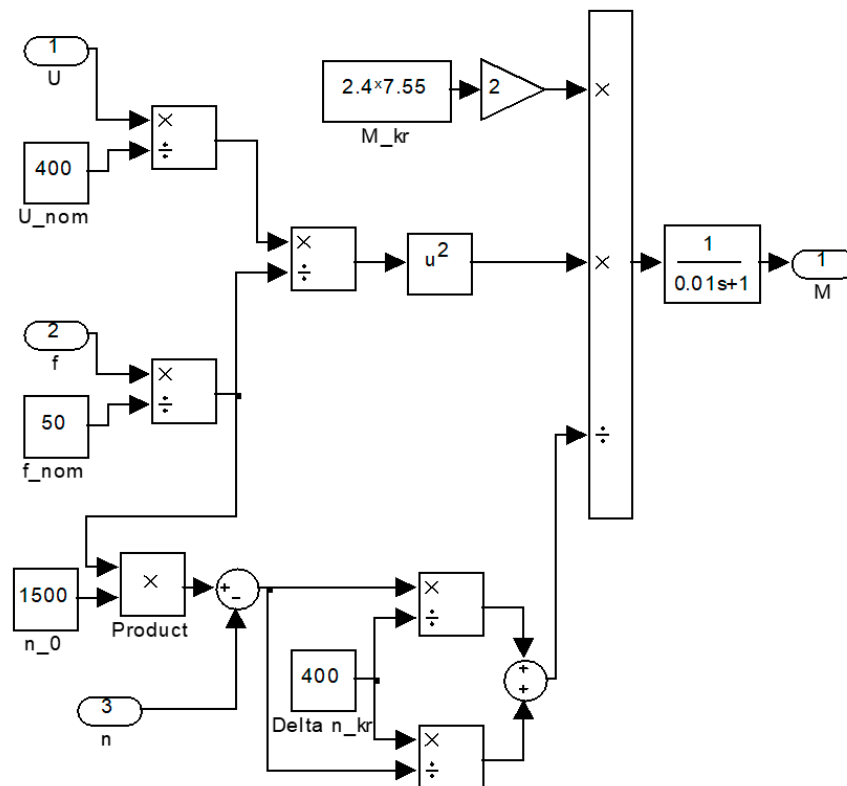 1
U
400
U_nom
×
÷
2.4×7.55
M_kr
2
×
×
÷
u²
×
÷
1
0.01s+1
1
M
2
f
50
f_nom
×
÷
1500
n_0
×
Product
+
−
3
n
400
Delta n_kr
×
÷
×
÷
+
+